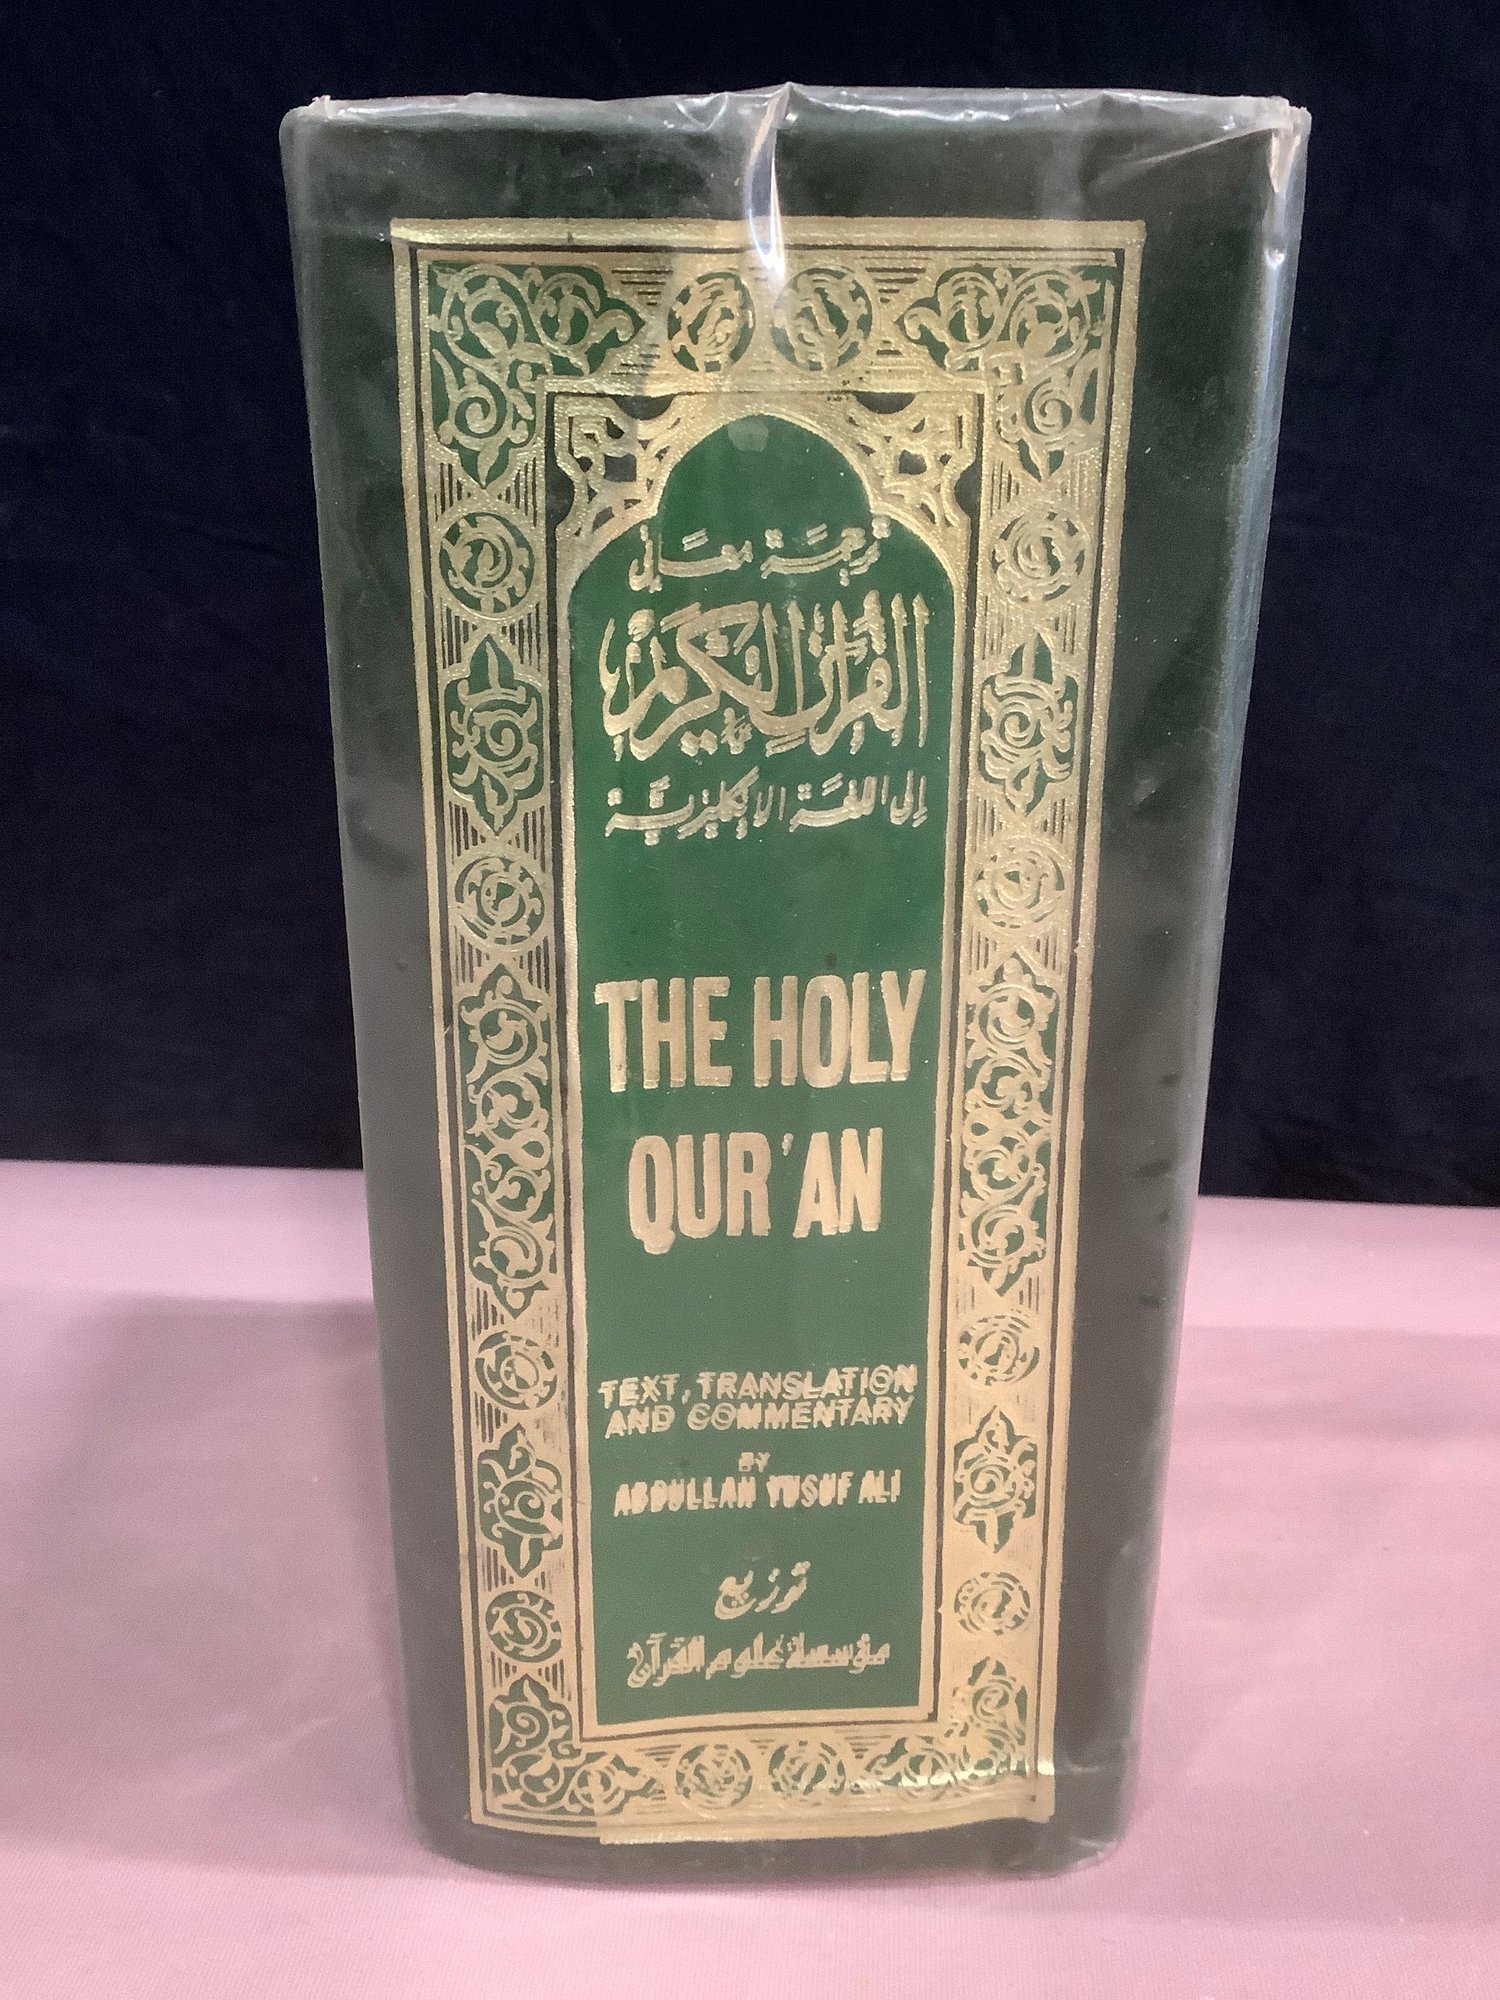 ترجمة معاني
القرآن الكريم
إلى اللغة الإنكليزية
THE HOLY
QUR'AN
TEXT, TRANSLATION
AND COMMENTARY
BY
ABDULLAH YUSUF ALI
توزيع
مؤسسة علوم القرآن